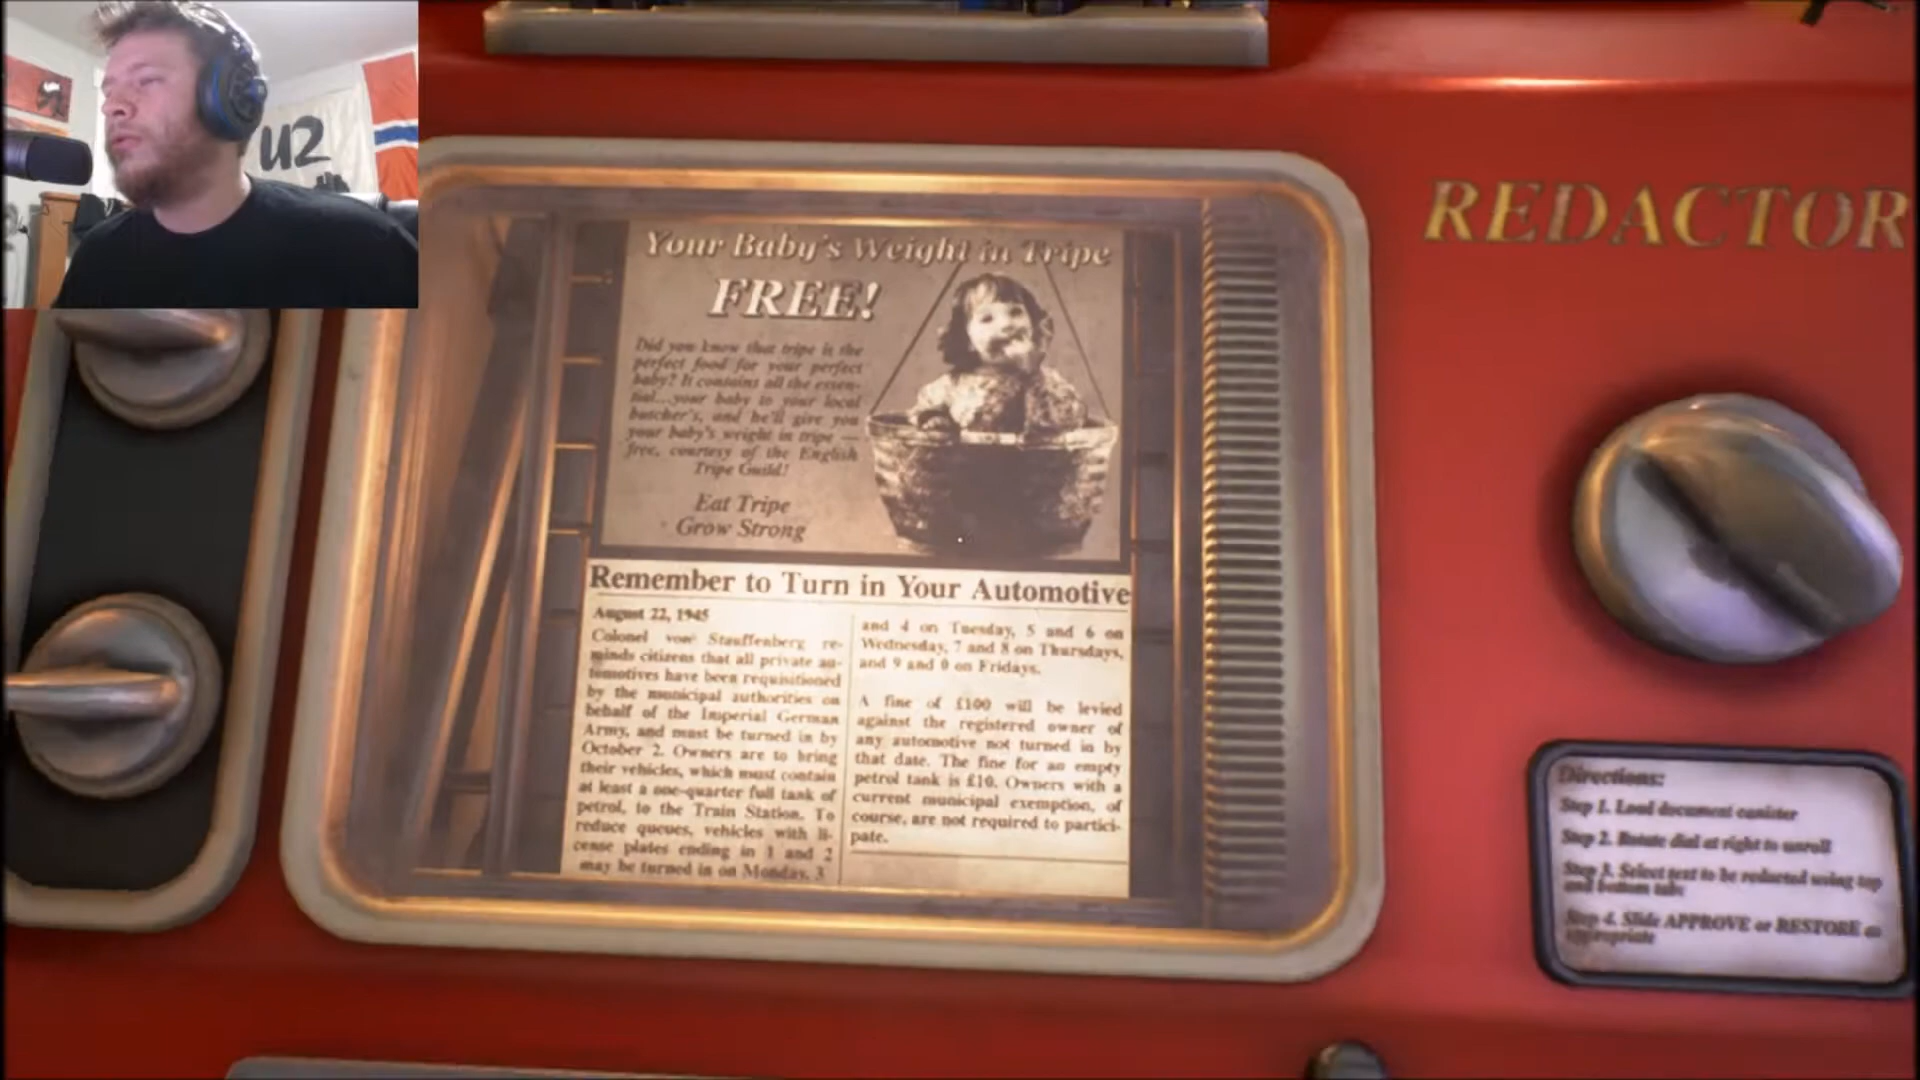 U2
REDACTOR
Your Baby's Weight in Tripe
FREE!
Did you know that tripe is the
perfect food for your perfect
baby? It contains all the essen-
tial...your baby to your local
butcher's, and he'll give you
your baby's weight in tripe —
free, courtesy of the English
Tripe Guild!
Eat Tripe
Grow Strong
Remember to Turn in Your Automotive
August 22, 1945
Colonel von Stauffenberg re-
minds citizens that all private au-
tomotives have been requisitioned
by the municipal authorities on
behalf of the Imperial German
Army, and must be turned in by
October 2. Owners are to bring
their vehicles, which must contain
at least a one-quarter full tank of
petrol, to the Train Station. To
reduce queues, vehicles with li-
cense plates ending in 1 and 2
may be turned in on Monday, 3
and 4 on Tuesday, 5 and 6 on
Wednesday, 7 and 8 on Thursdays,
and 9 and 0 on Fridays.
A fine of £100 will be levied
against the registered owner of
any automotive not turned in by
that date. The fine for an empty
petrol tank is £10. Owners with a
current municipal exemption, of
course, are not required to partici-
pate.
Directions:
Step 1. Load document canister
Step 2. Rotate dial at right to unroll
Step 3. Select text to be redacted using top
and bottom tabs
Step 4. Slide APPROVE or RESTORE as
appropriate